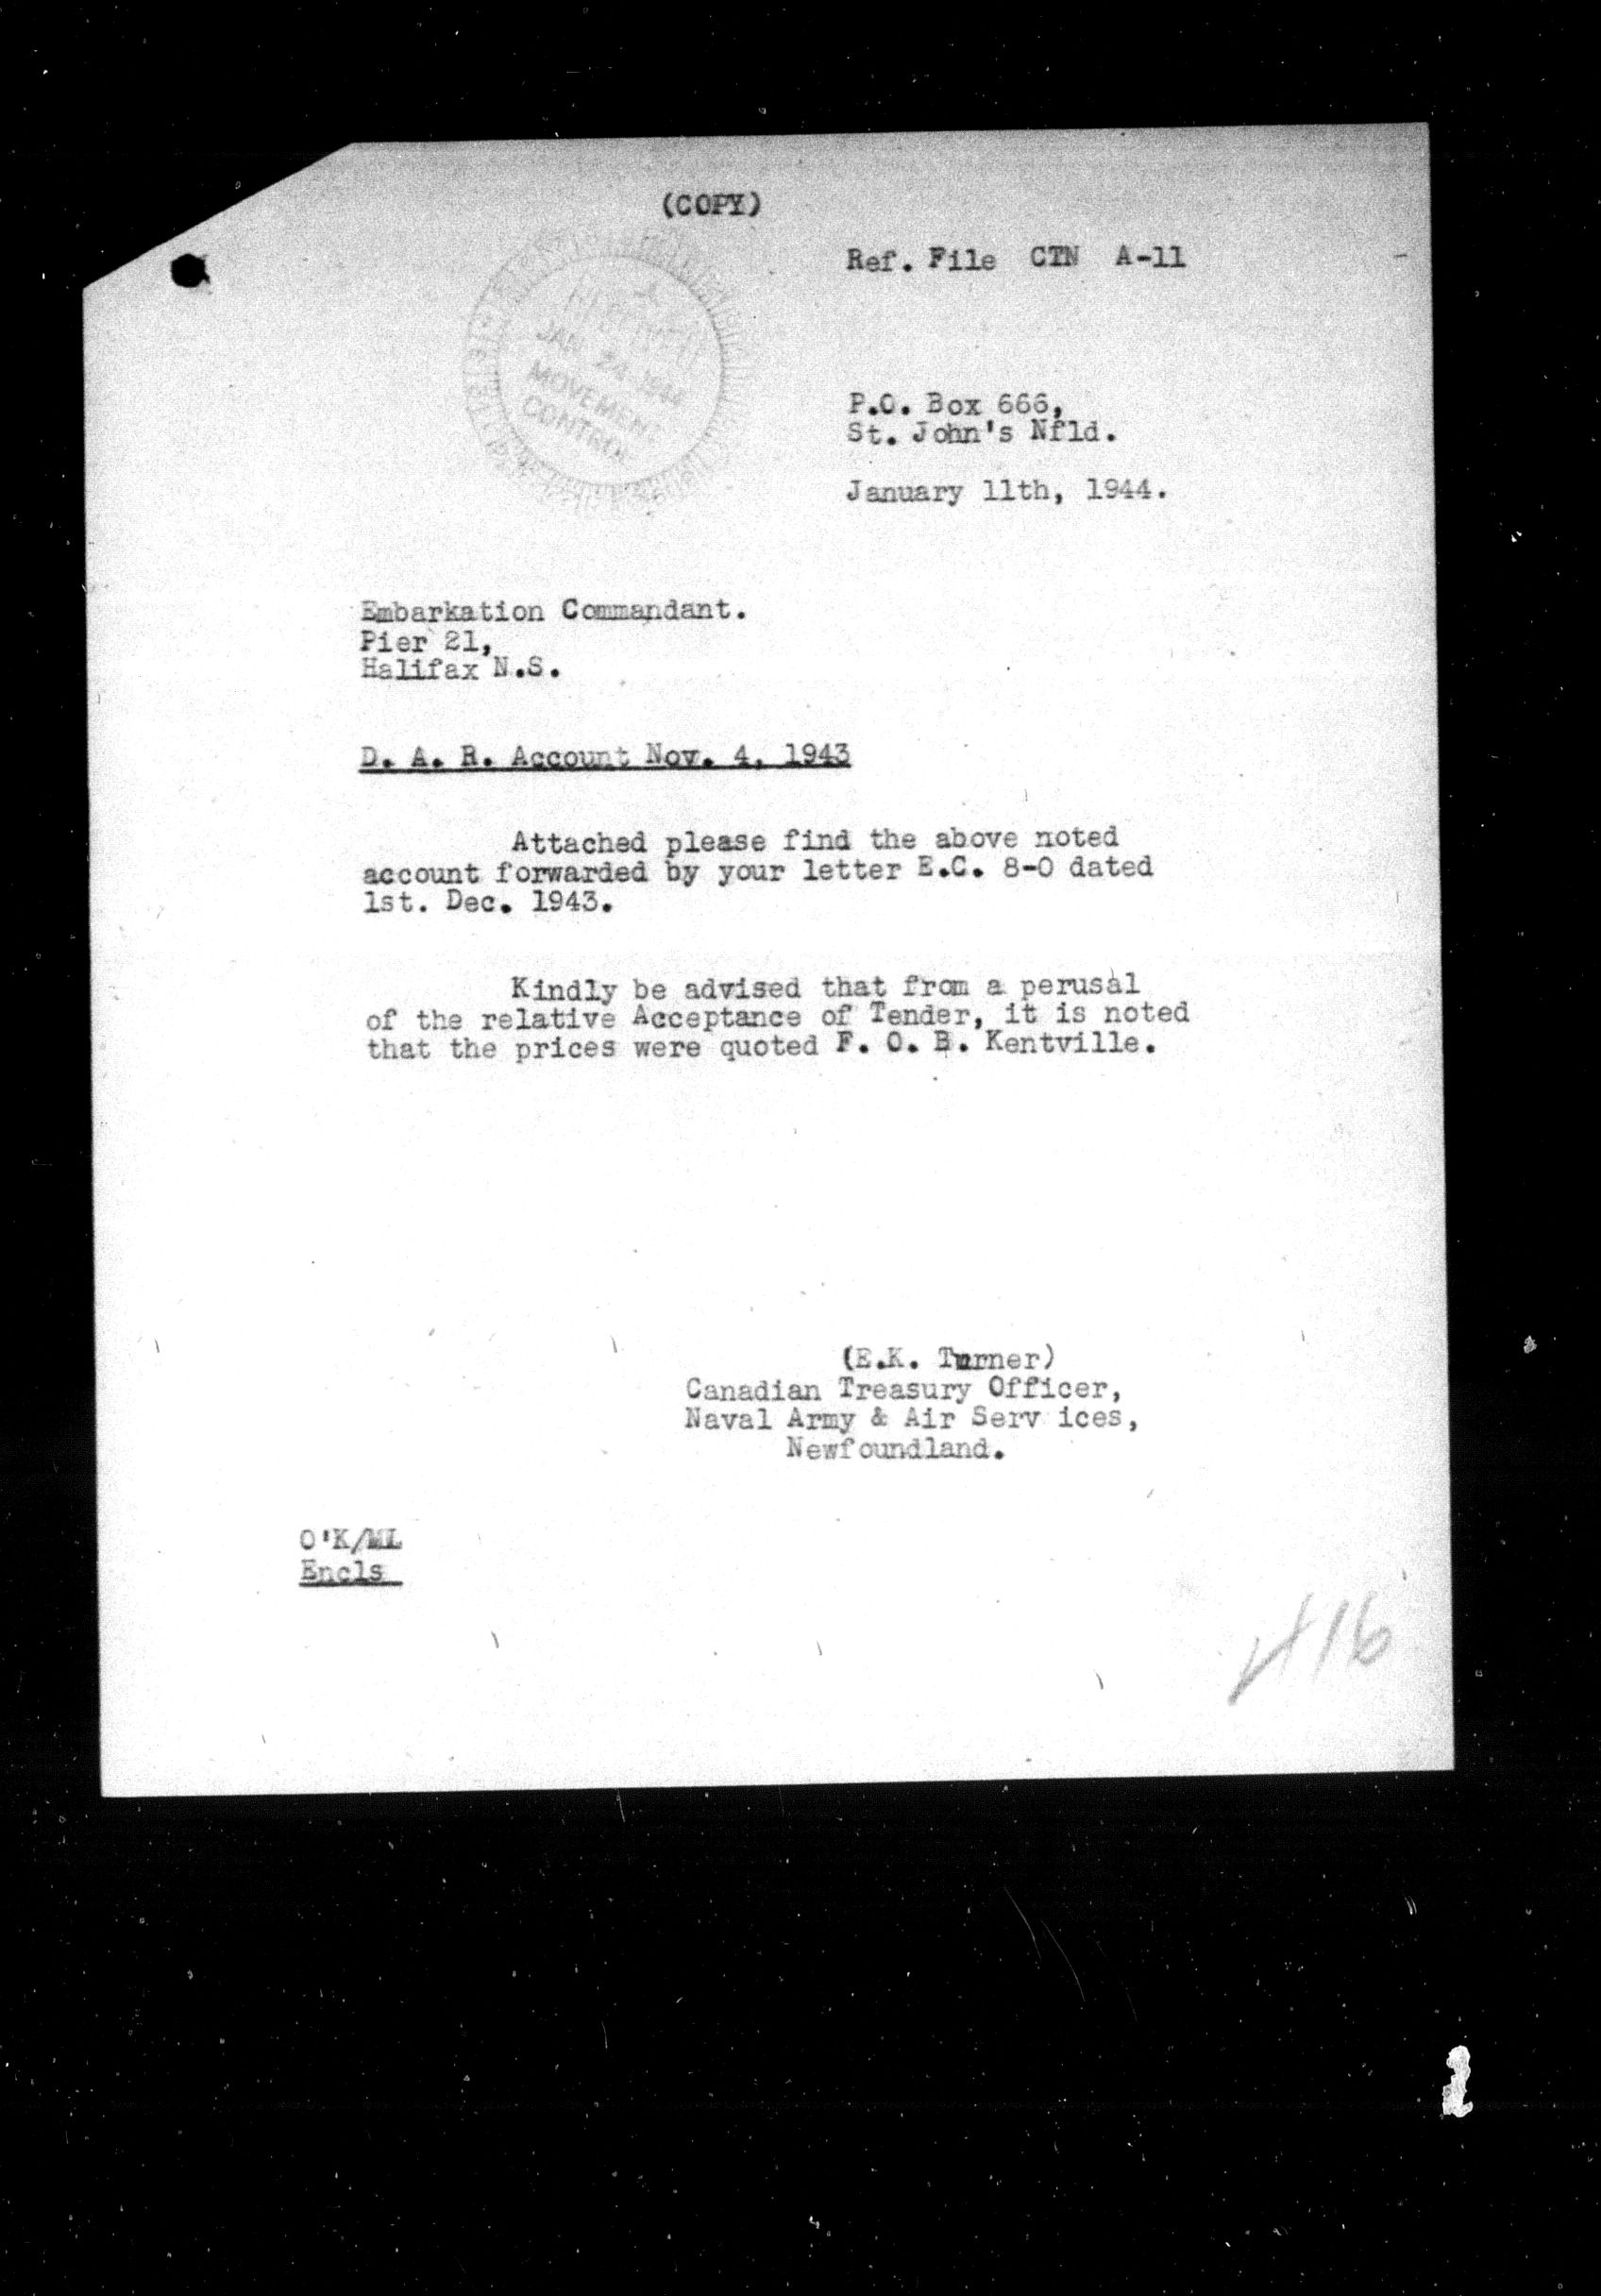 (COPY)
Ref. File CTN A-11
JAN 24 1944
MOVEMENT
CONTROL
P.O. Box 666,
St. John's Nfld.
January 11th, 1944.
Embarkation Commandant.
Pier 21,
Halifax N.S.
D. A. R. Account Nov. 4, 1943
Attached please find the above noted
account forwarded by your letter E.C. 8-0 dated
1st. Dec. 1943.
Kindly be advised that from a perusal
of the relative Acceptance of Tender, it is noted
that the prices were quoted F. O. B. Kentville.
(E.K. Turner)
Canadian Treasury Officer,
Naval Army & Air Serv ices,
Newfoundland.
O'K/ML
Encls